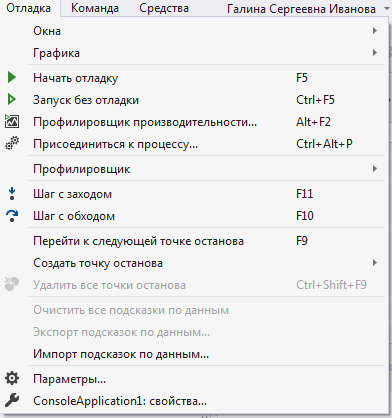 Отладка Команда Средства Галина Сергеевна Иванова
Окна
Графика
Начать отладку F5
Запуск без отладки Ctrl+F5
Профилировщик производительности... Alt+F2
Присоединиться к процессу... Ctrl+Alt+P
Профилировщик
Шаг с заходом F11
Шаг с обходом F10
Перейти к следующей точке останова F9
Создать точку останова
Удалить все точки останова Ctrl+Shift+F9
Очистить все подсказки по данным
Экспорт подсказок по данным...
Импорт подсказок по данным...
Параметры...
ConsoleApplication1: свойства...